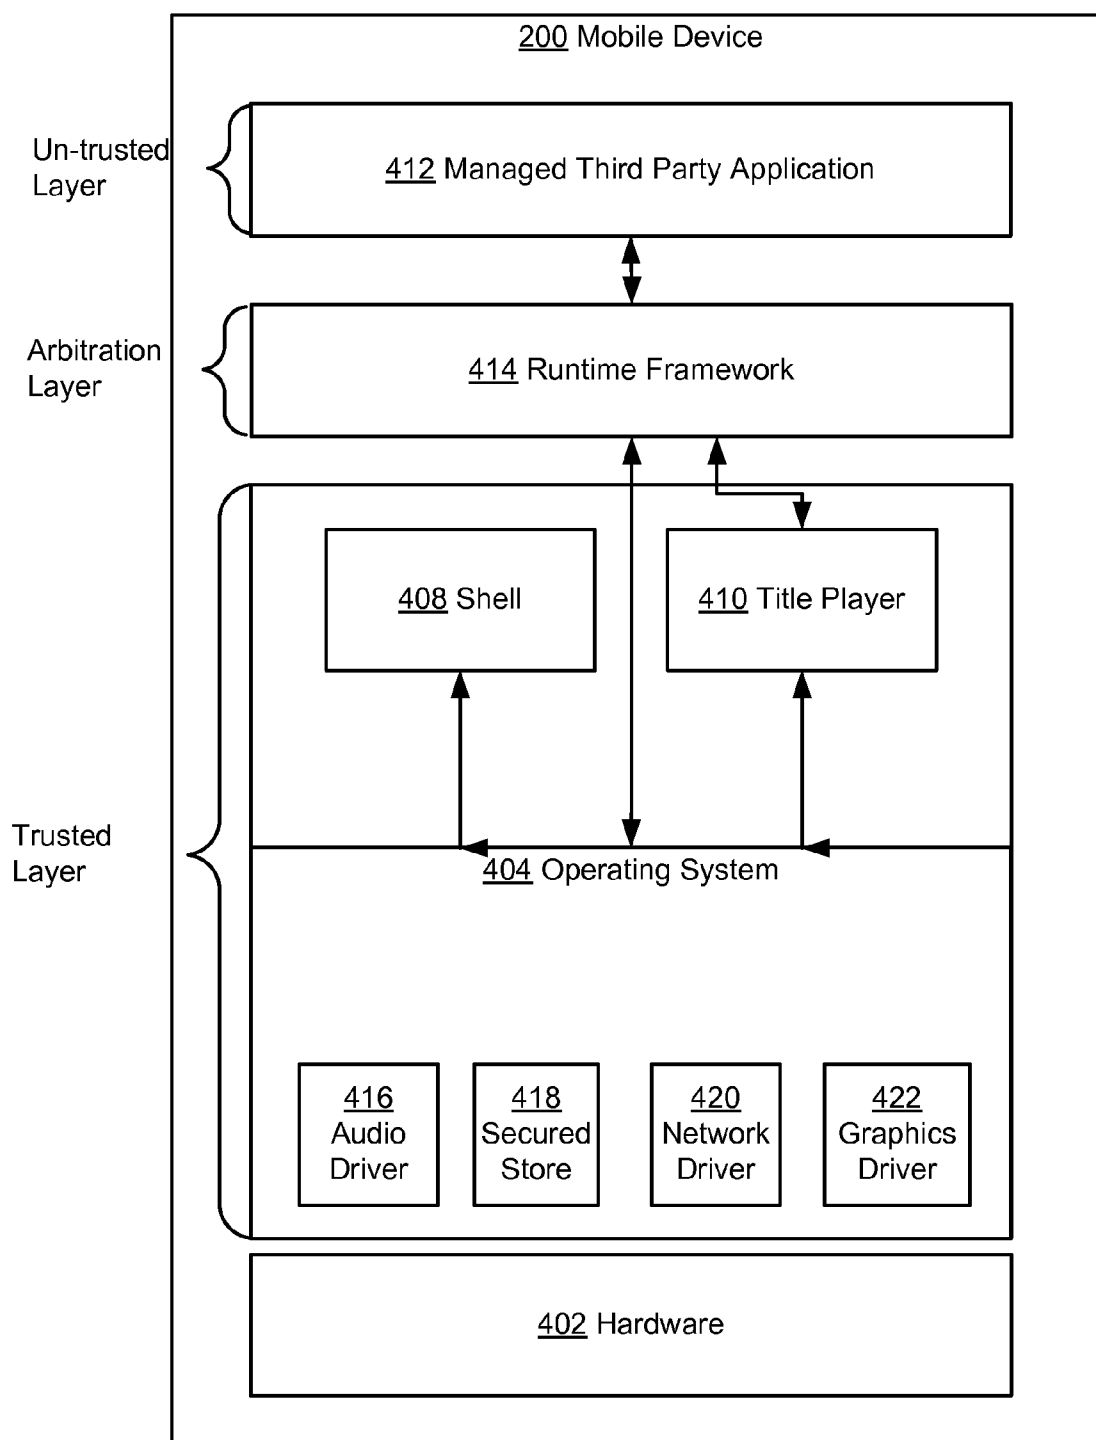 200 Mobile Device
Un-trusted
Layer
412 Managed Third Party Application
Arbitration
Layer
414 Runtime Framework
408 Shell
410 Title Player
Trusted
Layer
404 Operating System
416
Audio
Driver
418
Secured
Store
420
Network
Driver
422
Graphics
Driver
402 Hardware